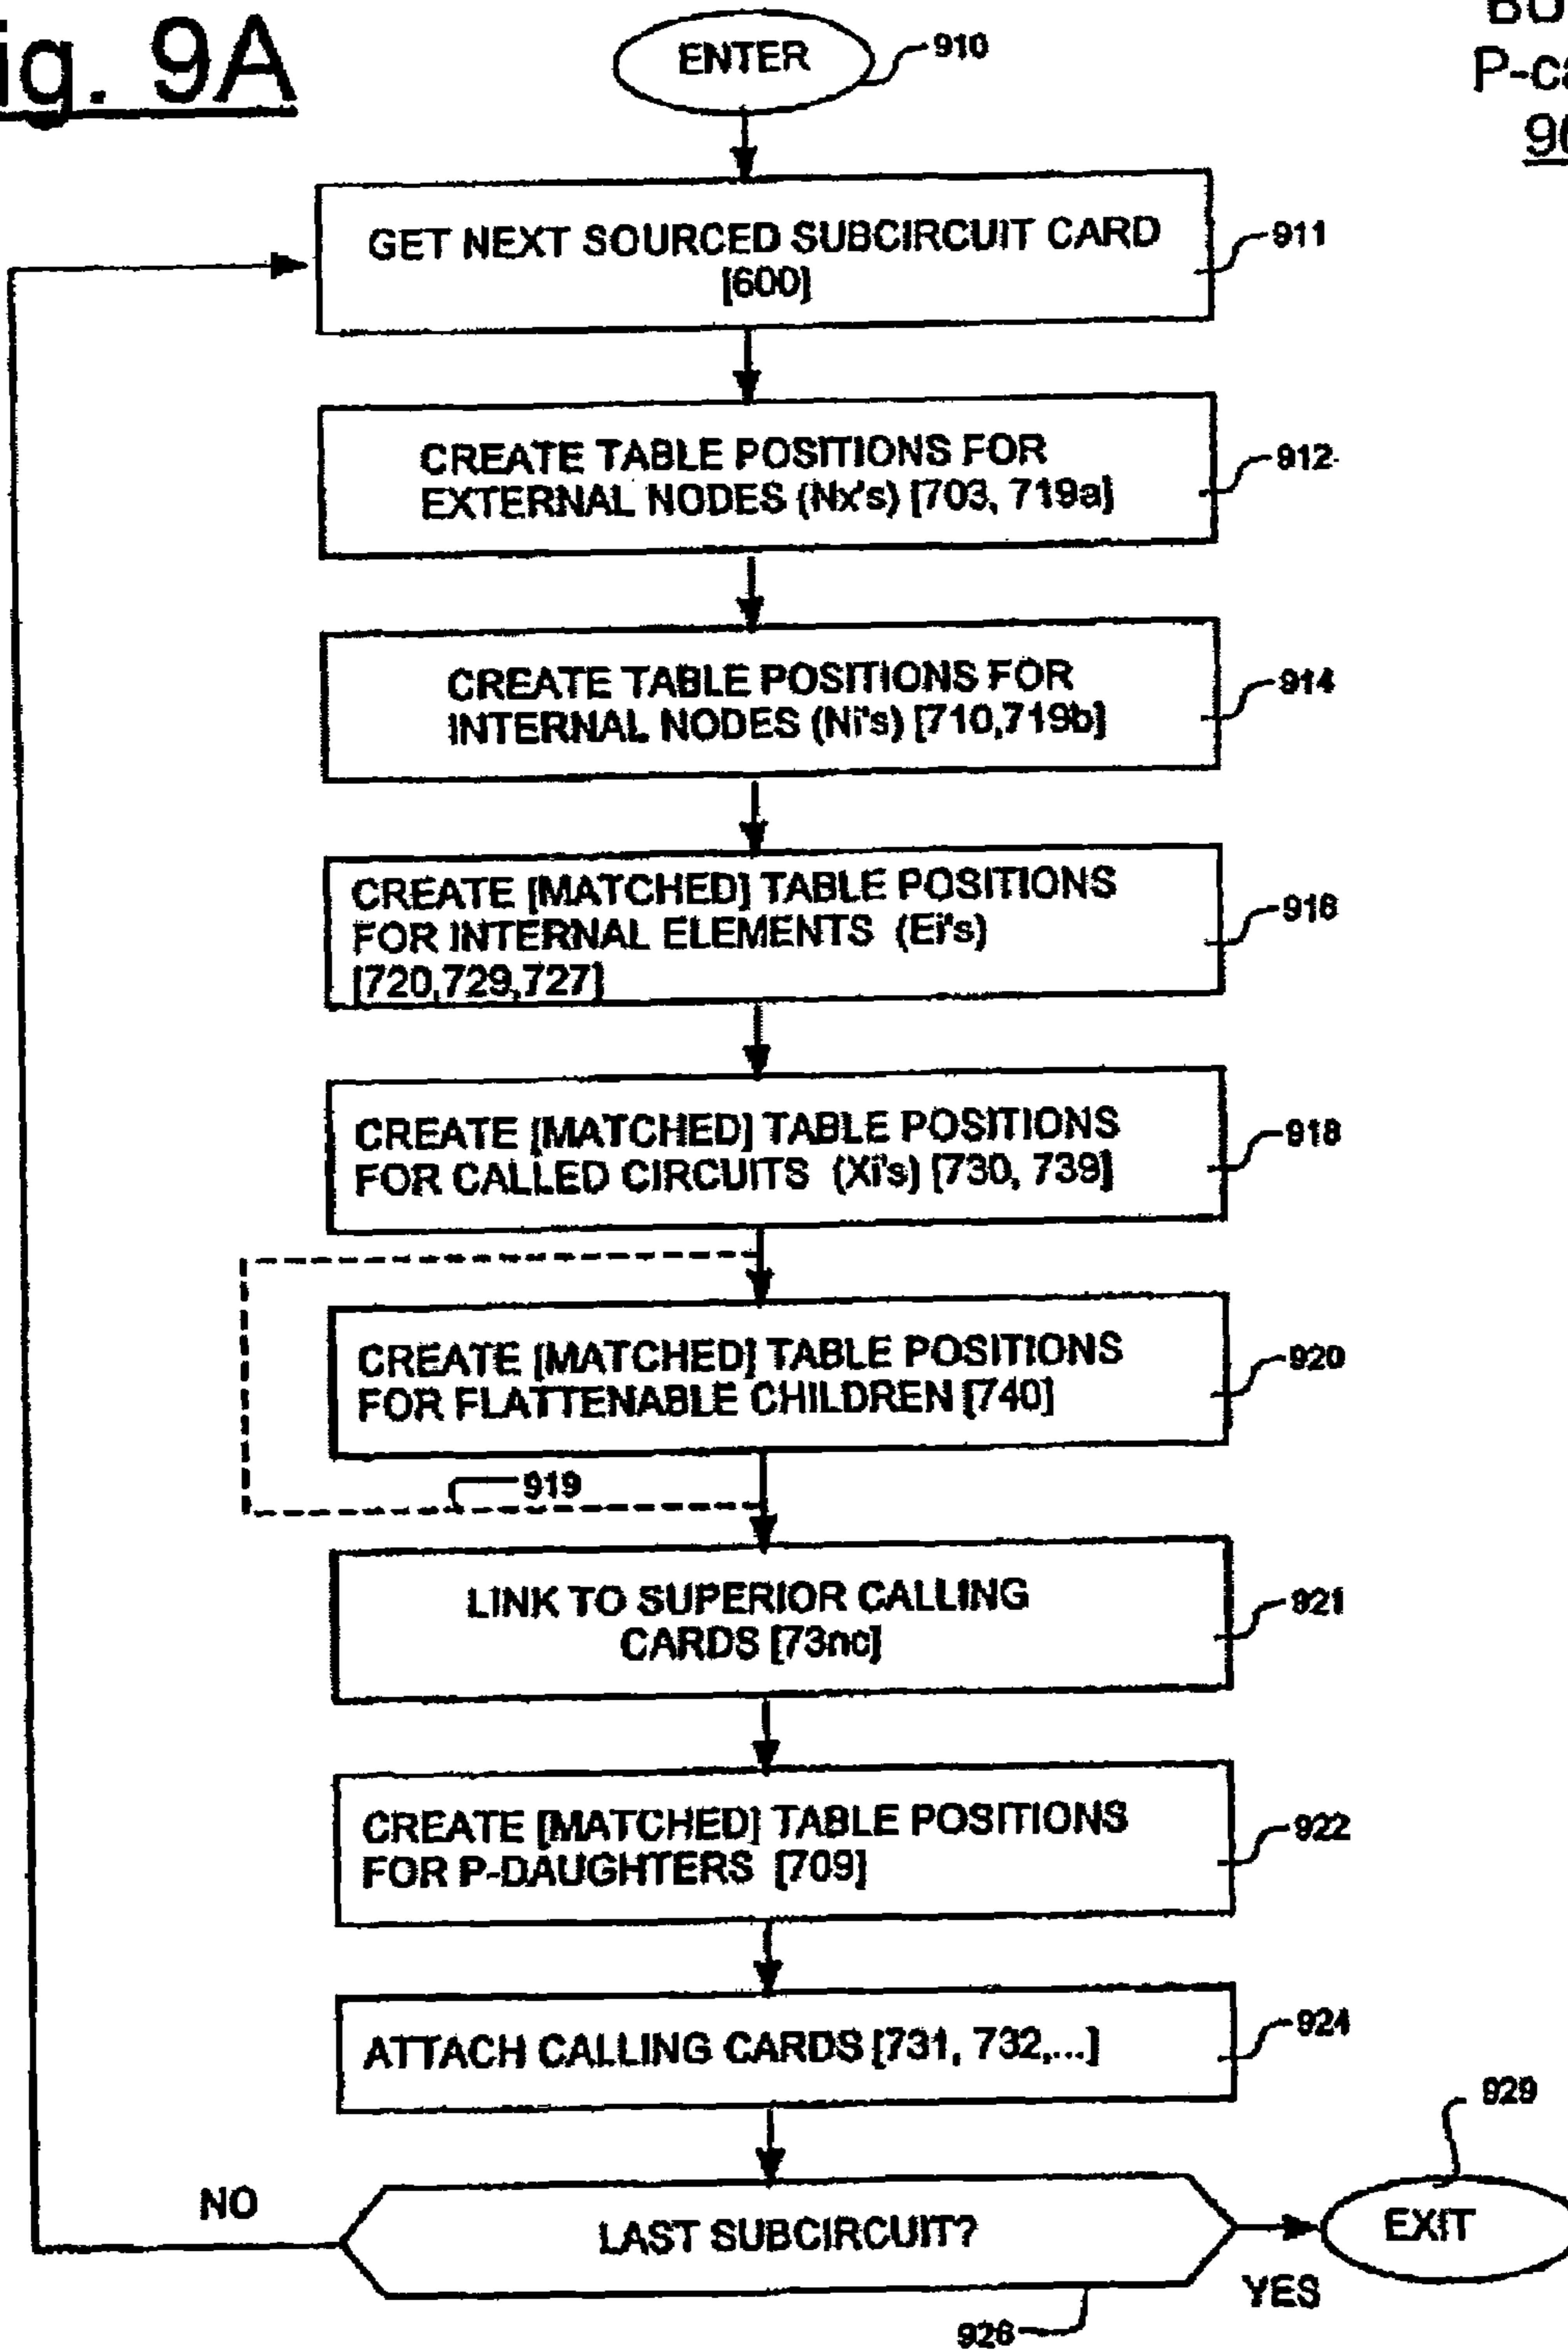 ig. 9A
ENTER
910
P-ca
GET NEXT SOURCED SUBCIRCUIT CARD
[600]
911
CREATE TABLE POSITIONS FOR
EXTERNAL NODES (Nx's) [703, 719a]
912
CREATE TABLE POSITIONS FOR
INTERNAL NODES (Ni's) [710,719b]
914
CREATE [MATCHED] TABLE POSITIONS
FOR INTERNAL ELEMENTS (Ei's)
[720,729,727]
916
CREATE [MATCHED] TABLE POSITIONS
FOR CALLED CIRCUITS (Xi's) [730, 739]
918
CREATE [MATCHED] TABLE POSITIONS
FOR FLATTENABLE CHILDREN [740]
920
919
LINK TO SUPERIOR CALLING
CARDS [73nc]
921
CREATE [MATCHED] TABLE POSITIONS
FOR P-DAUGHTERS [709]
922
ATTACH CALLING CARDS [731, 732,...]
924
929
NO
LAST SUBCIRCUIT?
EXIT
YES
926